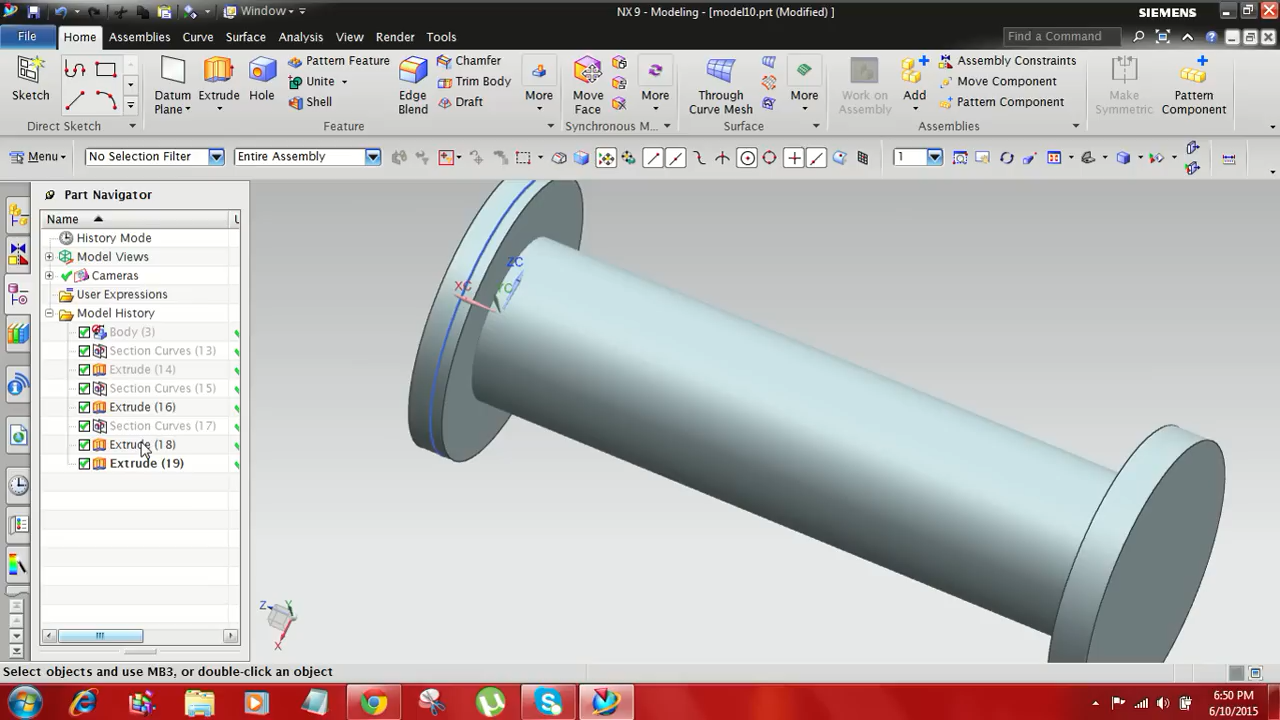 Window
NX 9 - Modeling - [model10.prt (Modified) ]
SIEMENS
File
Home
Assemblies
Curve
Surface
Analysis
View
Render
Tools
Find a Command
Sketch
Direct Sketch
Datum Plane
Extrude
Hole
Pattern Feature
Unite
Shell
Edge Blend
Chamfer
Trim Body
Draft
More
Feature
Move Face
More
Synchronous M...
Through Curve Mesh
More
Surface
Work on Assembly
Add
Assembly Constraints
Move Component
Pattern Component
Make Symmetric
Pattern Component
Assemblies
Menu
No Selection Filter
Entire Assembly
1
Part Navigator
Name
History Mode
Model Views
Cameras
User Expressions
Model History
Body (3)
Section Curves (13)
Extrude (14)
Section Curves (15)
Extrude (16)
Section Curves (17)
Extrude (18)
Extrude (19)
ZC
XC
YC
Z
Y
X
Select objects and use MB3, or double-click an object
6:50 PM
6/10/2015